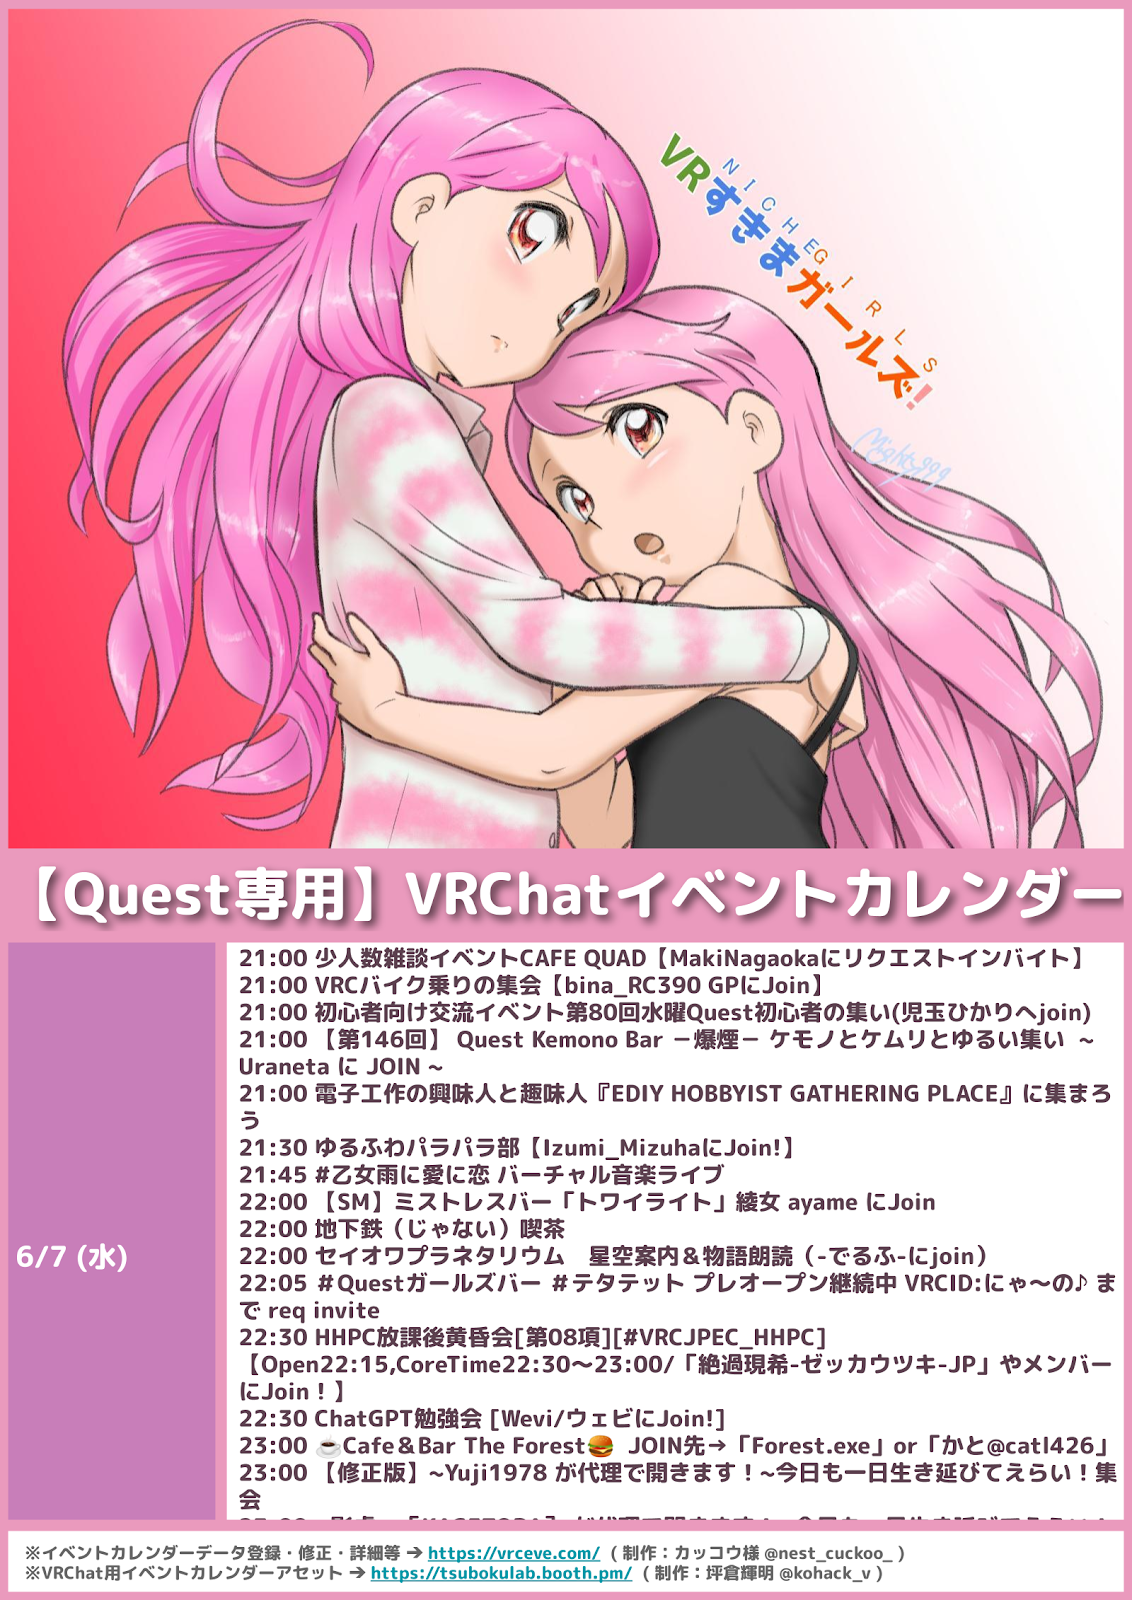 VRすきまガールズ!
NICHE GIRLS
Mighty999
【Quest専用】VRChatイベントカレンダー
6/7 (水)
21:00 少人数雑談イベントCAFE QUAD【MakiNagaokaにリクエストインバイト】
21:00 VRCバイク乗りの集会【bina_RC390 GPにJoin】
21:00 初心者向け交流イベント第80回水曜Quest初心者の集い(児玉ひかりへjoin)
21:00 【第146回】 Quest Kemono Bar －爆煙－ ケモノとケムリとゆるい集い ~
Uraneta に JOIN ~
21:00 電子工作の興味人と趣味人『EDIY HOBBYIST GATHERING PLACE』に集まろ
う
21:30 ゆるふわパラパラ部【Izumi_MizuhaにJoin!】
21:45 #乙女雨に愛に恋 バーチャル音楽ライブ
22:00 【SM】ミストレスバー「トワイライト」綾女 ayame にJoin
22:00 地下鉄（じゃない）喫茶
22:00 セイオワプラネタリウム　星空案内＆物語朗読（-でるふ-にjoin）
22:05 ＃Questガールズバー ＃テタテット プレオープン継続中 VRCID:にゃ～の♪ ま
で req invite
22:30 HHPC放課後黄昏会[第08項][#VRCJPEC_HHPC]
【Open22:15,CoreTime22:30～23:00/「絶過現希-ゼッカウツキ-JP」やメンバー
にJoin！】
22:30 ChatGPT勉強会 [Wevi/ウェビにJoin!]
23:00 ☕Cafe＆Bar The Forest🍔 JOIN先→「Forest.exe」or「かと@catl426」
23:00 【修正版】~Yuji1978 が代理で開きます！~今日も一日生き延びてえらい！集
会
※イベントカレンダーデータ登録・修正・詳細等 ➔ https://vrceve.com/ ( 制作：カッコウ様 @nest_cuckoo_ )
※VRChat用イベントカレンダーアセット ➔ https://tsubokulab.booth.pm/ ( 制作：坪倉輝明 @kohack_v )